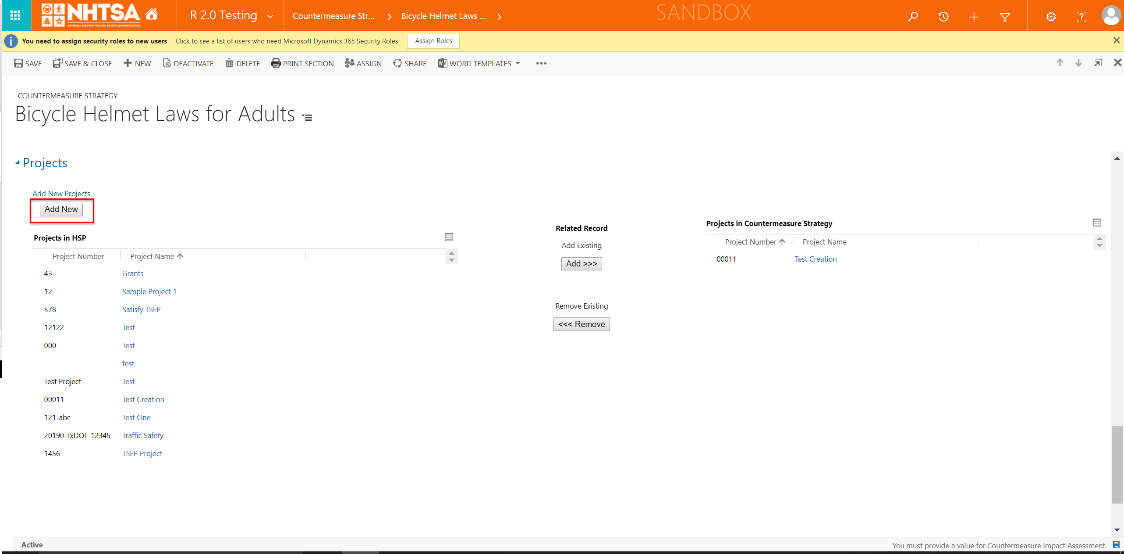 NHTSA
R 2.0 Testing
Countermeasure Str...
Bicycle Helmet Laws ...
SANDBOX
You need to assign security roles to new users
Click to see a list of users who need Microsoft Dynamics 365 Security Roles.
Assign Roles
SAVE
SAVE & CLOSE
NEW
DEACTIVATE
DELETE
PRINT SECTION
ASSIGN
SHARE
WORD TEMPLATES
COUNTERMEASURE STRATEGY
Bicycle Helmet Laws for Adults
Projects
Add New Projects
Add New
Projects in HSP
Project Number Project Name
43 Grants
12 Sample Project 1
578 Satisfy TSEP
12122 Test
000 Test
test
Test Project Test
00011 Test Creation
121-abc Test One
20190-TxDOT-12345 Traffic Safety
1456 TSEP Project
Related Record
Add Existing
Add >>>
Remove Existing
<<< Remove
Projects in Countermeasure Strategy
Project Number Project Name
00011 Test Creation
Active
You must provide a value for Countermeasure Impact Assessment.